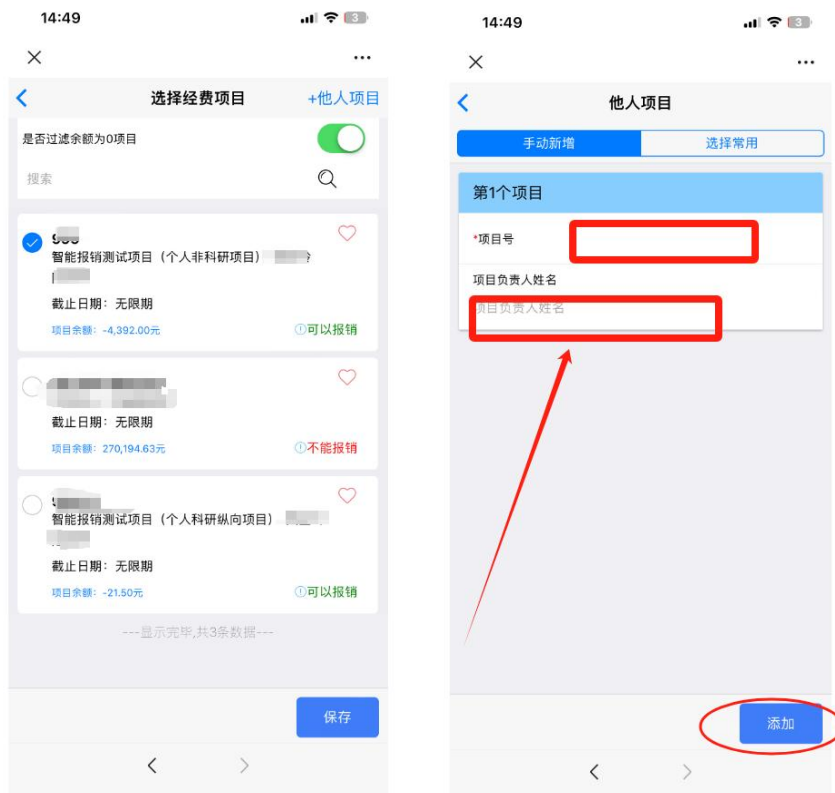 14:49
3
选择经费项目
+他人项目
是否过滤余额为0项目
搜索
智能报销测试项目（个人非科研项目）
截止日期：无限期
项目余额：-4,392.00元
可以报销
截止日期：无限期
项目余额：270,194.63元
不能报销
智能报销测试项目（个人科研纵向项目）
截止日期：无限期
项目余额：-21.50元
可以报销
---显示完毕,共3条数据---
保存
14:49
3
他人项目
手动新增
选择常用
第1个项目
*项目号
项目负责人姓名
项目负责人姓名
添加